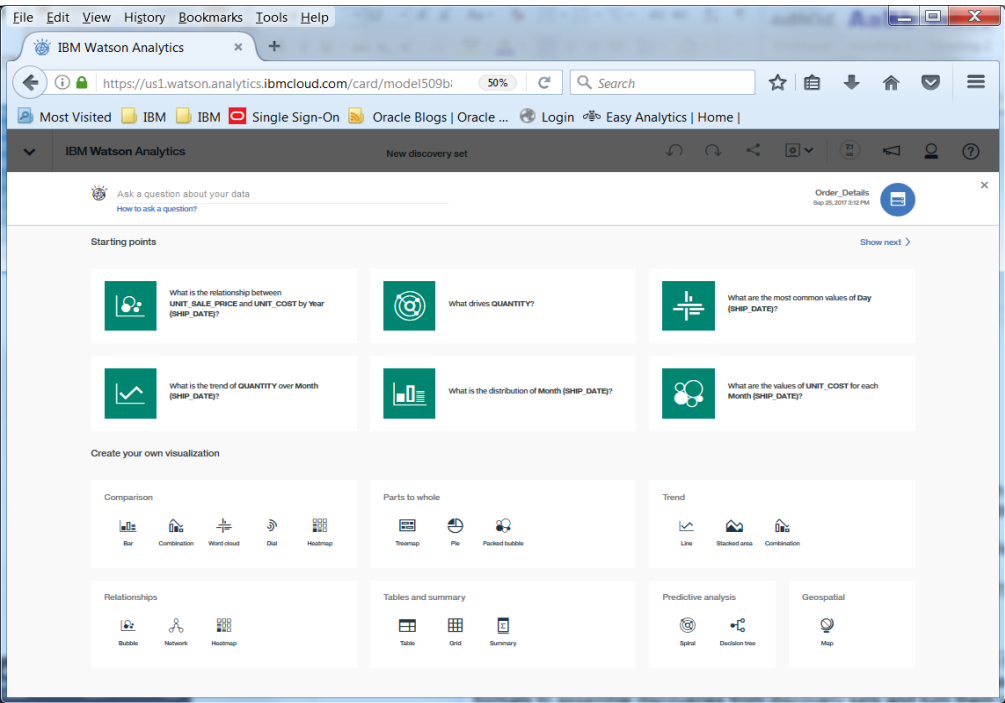 File Edit View History Bookmarks Tools Help
IBM Watson Analytics
https://us1.watson.analytics.ibmcloud.com/card/model509b
50%
Search
Most Visited IBM IBM Single Sign-On Oracle Blogs | Oracle ... Login Easy Analytics | Home |
IBM Watson Analytics
New discovery set
Ask a question about your data
How to ask a question?
Order_Details
Sep 25, 2017 3:12 PM
Starting points
Show next >
What is the relationship between
UNIT_SALE_PRICE and UNIT_COST by Year
(SHIP_DATE)?
What drives QUANTITY?
What are the most common values of Day
(SHIP_DATE)?
What is the trend of QUANTITY over Month
(SHIP_DATE)?
What is the distribution of Month (SHIP_DATE)?
What are the values of UNIT_COST for each
Month (SHIP_DATE)?
Create your own visualization
Comparison
Bar Combination Word cloud Dial Heatmap
Parts to whole
Treemap Pie Packed bubble
Trend
Line Stacked area Combination
Relationships
Bubble Network Heatmap
Tables and summary
Table Grid Summary
Predictive analysis
Spiral Decision tree
Geospatial
Map